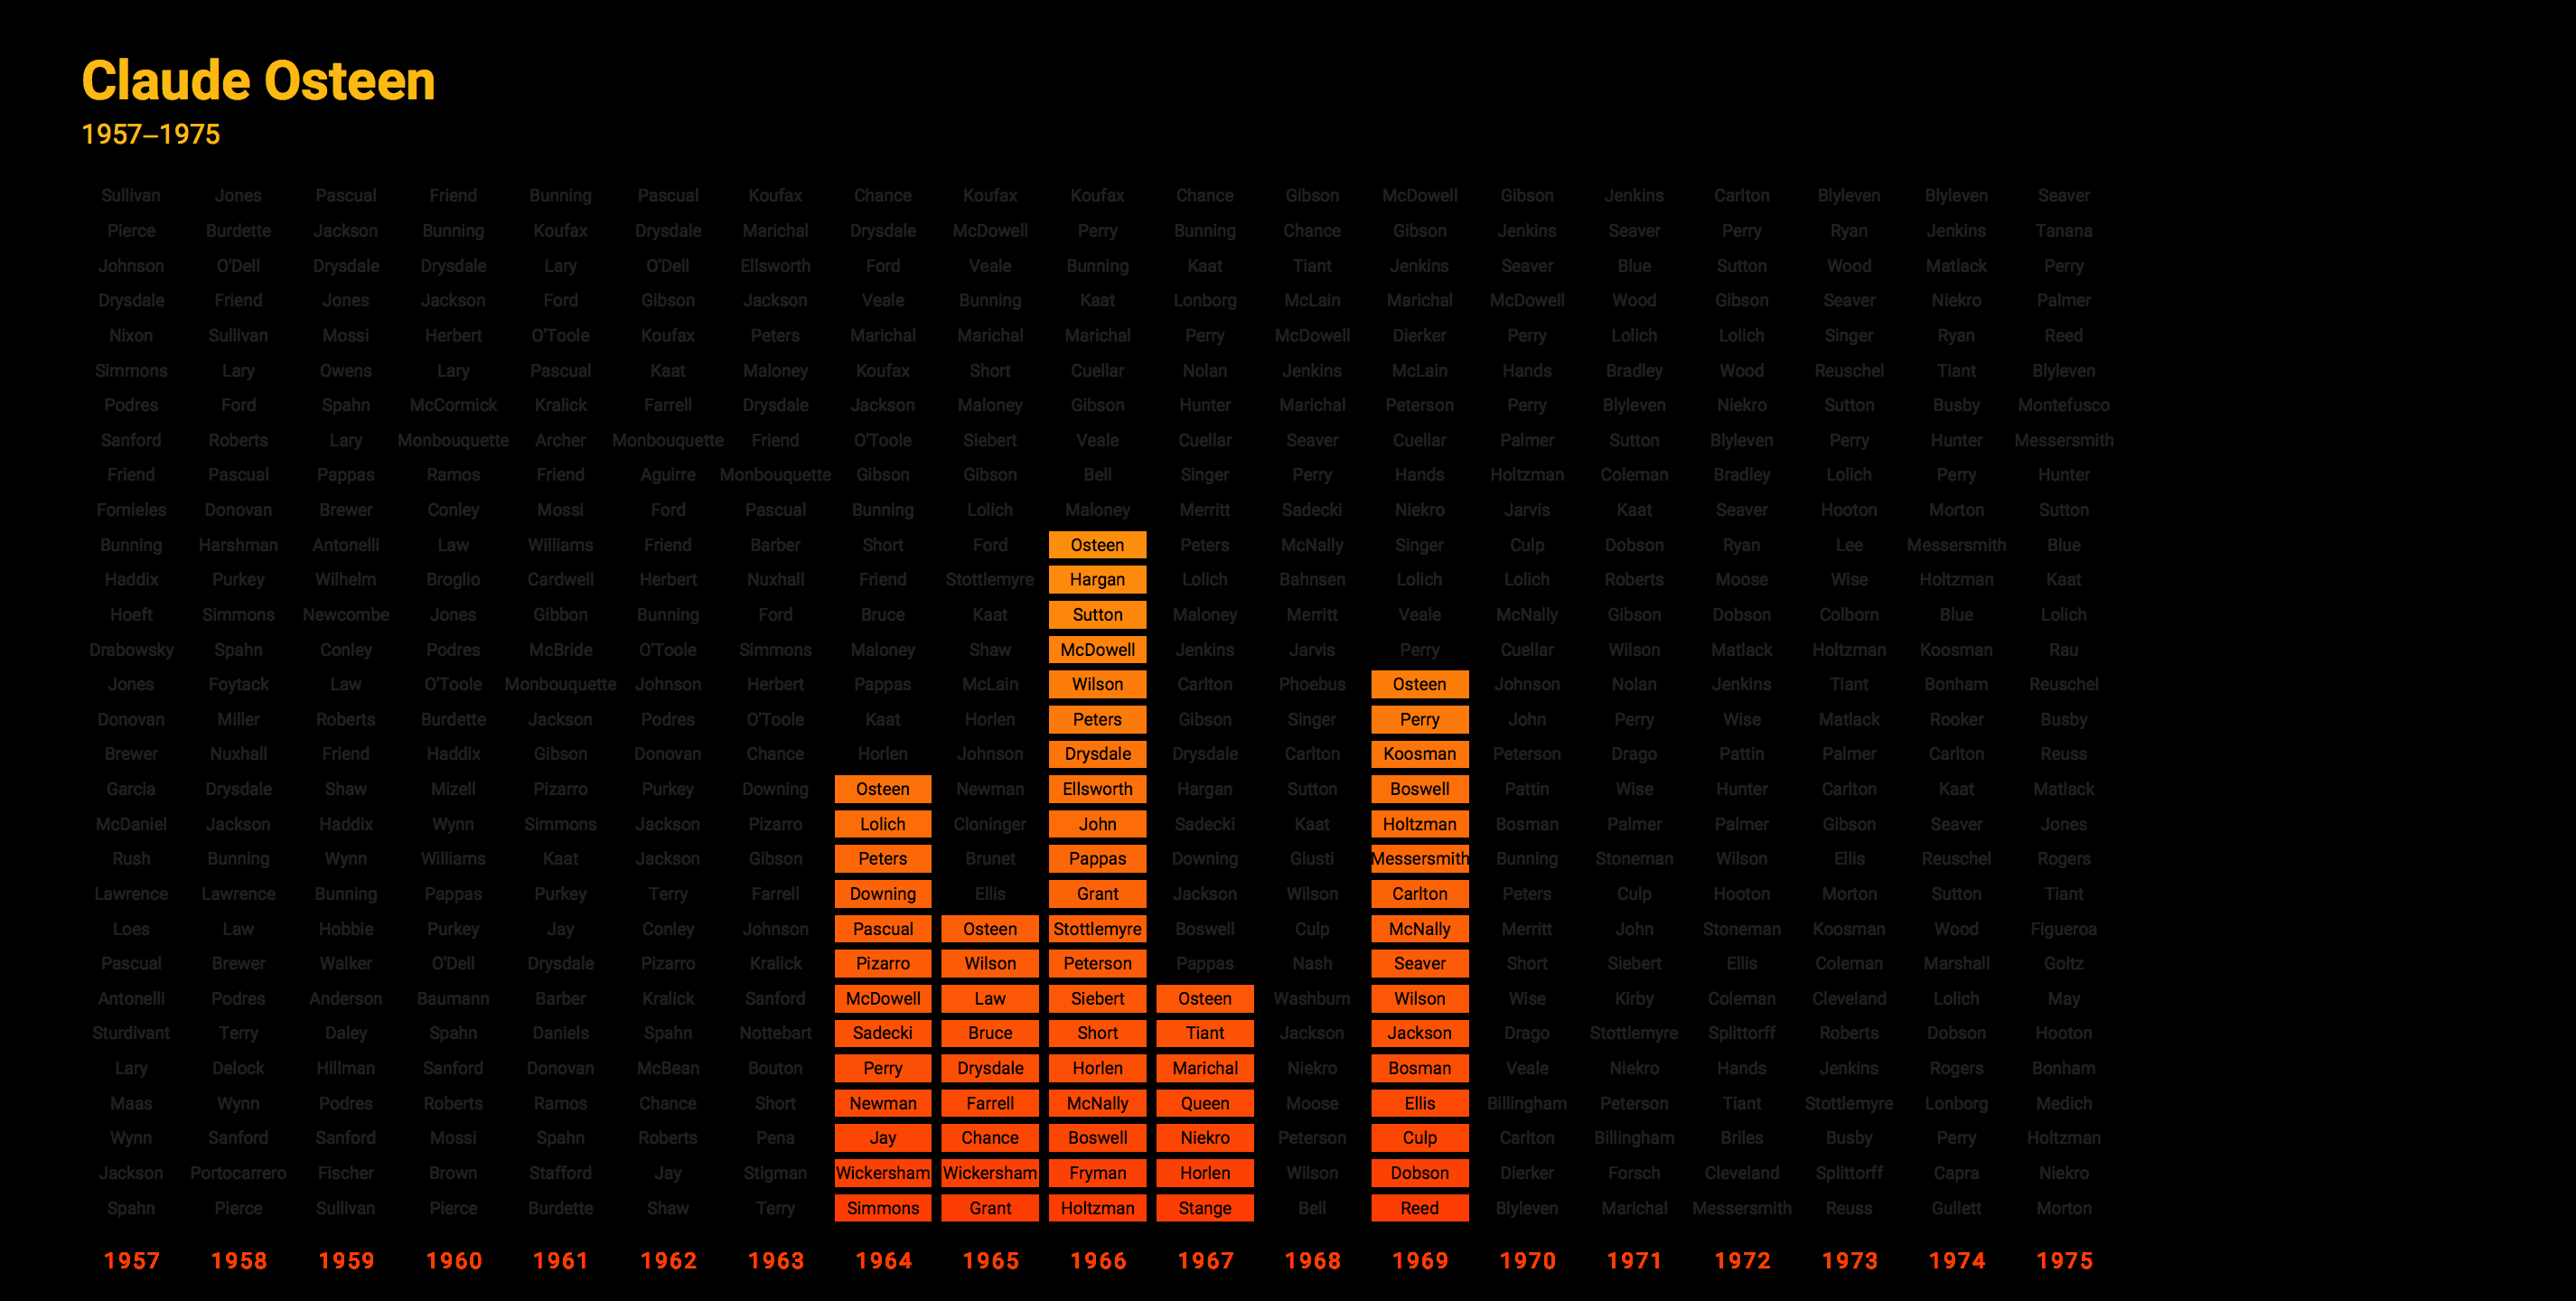 Claude Osteen
1957–1975
Sullivan Jones Pascual Friend Bunning Pascual Koufax Chance Koufax Koufax Chance Gibson McDowell Gibson Jenkins Carlton Blyleven Blyleven Seaver
Pierce Burdette Jackson Bunning Koufax Drysdale Marichal Drysdale McDowell Perry Bunning Chance Gibson Jenkins Seaver Perry Ryan Jenkins Tanana
Johnson O'Dell Drysdale Drysdale Lary O'Dell Ellsworth Ford Veale Bunning Kaat Tiant Jenkins Seaver Blue Sutton Wood Matlack Perry
Drysdale Friend Jones Jackson Ford Gibson Jackson Veale Bunning Kaat Lonborg McLain Marichal McDowell Wood Gibson Seaver Niekro Palmer
Nixon Sullivan Mossi Herbert O'Toole Koufax Peters Marichal Marichal Marichal Perry McDowell Dierker Perry Lolich Lolich Singer Ryan Reed
Simmons Lary Owens Lary Pascual Kaat Maloney Koufax Short Cuellar Nolan Jenkins McLain Hands Bradley Wood Reuschel Tiant Blyleven
Podres Ford Spahn McCormick Kralick Farrell Drysdale Jackson Maloney Gibson Hunter Marichal Peterson Perry Blyleven Niekro Sutton Busby Montefusco
Sanford Roberts Lary Monbouquette Archer Monbouquette Friend O'Toole Siebert Veale Cuellar Seaver Cuellar Palmer Sutton Blyleven Perry Hunter Messersmith
Friend Pascual Pappas Ramos Friend Aguirre Monbouquette Gibson Gibson Bell Singer Perry Hands Holtzman Coleman Bradley Lolich Perry Hunter
Fornieles Donovan Brewer Conley Mossi Ford Pascual Bunning Lolich Maloney Merritt Sadecki Niekro Jarvis Kaat Seaver Hooton Morton Sutton
Bunning Harshman Antonelli Law Williams Friend Barber Short Ford Osteen Peters McNally Singer Culp Dobson Ryan Lee Messersmith Blue
Haddix Purkey Wilhelm Broglio Cardwell Herbert Nuxhall Friend Stottlemyre Hargan Lolich Bahnsen Lolich Lolich Roberts Moose Wise Holtzman Kaat
Hoeft Simmons Newcombe Jones Gibbon Bunning Ford Bruce Kaat Sutton Maloney Merritt Veale McNally Gibson Dobson Colborn Blue Lolich
Drabowsky Spahn Conley Podres McBride O'Toole Simmons Maloney Shaw McDowell Jenkins Jarvis Perry Cuellar Wilson Matlack Holtzman Koosman Rau
Jones Foytack Law O'Toole Monbouquette Johnson Herbert Pappas McLain Wilson Carlton Phoebus Osteen Johnson Nolan Jenkins Tiant Bonham Reuschel
Donovan Miller Roberts Burdette Jackson Podres O'Toole Kaat Horlen Peters Gibson Singer Perry John Perry Wise Matlack Rooker Busby
Brewer Nuxhall Friend Haddix Gibson Donovan Chance Horlen Johnson Drysdale Drysdale Carlton Koosman Peterson Drago Pattin Palmer Carlton Reuss
Garcia Drysdale Shaw Mizell Pizarro Purkey Downing Osteen Newman Ellsworth Hargan Sutton Boswell Pattin Wise Hunter Carlton Kaat Matlack
McDaniel Jackson Haddix Wynn Simmons Jackson Pizarro Lolich Cloninger John Sadecki Kaat Holtzman Bosman Palmer Palmer Gibson Seaver Jones
Rush Bunning Wynn Williams Kaat Jackson Gibson Peters Brunet Pappas Downing Giusti Messersmith Bunning Stoneman Wilson Ellis Reuschel Rogers
Lawrence Lawrence Bunning Pappas Purkey Terry Farrell Downing Ellis Grant Jackson Wilson Carlton Peters Culp Hooton Morton Sutton Tiant
Loes Law Hobbie Purkey Jay Conley Johnson Pascual Osteen Stottlemyre Boswell Culp McNally Merritt John Stoneman Koosman Wood Figueroa
Pascual Brewer Walker O'Dell Drysdale Pizarro Kralick Pizarro Wilson Peterson Pappas Nash Seaver Short Siebert Ellis Coleman Marshall Goltz
Antonelli Podres Anderson Baumann Barber Kralick Sanford McDowell Law Siebert Osteen Washburn Wilson Wise Kirby Coleman Cleveland Lolich May
Sturdivant Terry Daley Spahn Daniels Spahn Nottebart Sadecki Bruce Short Tiant Jackson Jackson Drago Stottlemyre Splittorff Roberts Dobson Hooton
Lary Delock Hillman Sanford Donovan McBean Bouton Perry Drysdale Horlen Marichal Niekro Bosman Veale Niekro Hands Jenkins Rogers Bonham
Maas Wynn Podres Roberts Ramos Chance Short Newman Farrell McNally Queen Moose Ellis Billingham Peterson Tiant Stottlemyre Lonborg Medich
Wynn Sanford Sanford Mossi Spahn Roberts Pena Jay Chance Boswell Niekro Peterson Culp Carlton Billingham Briles Busby Perry Holtzman
Jackson Portocarrero Fischer Brown Stafford Jay Stigman Wickersham Wickersham Fryman Horlen Wilson Dobson Dierker Forsch Cleveland Splittorff Capra Niekro
Spahn Pierce Sullivan Pierce Burdette Shaw Terry Simmons Grant Holtzman Stange Bell Reed Blyleven Marichal Messersmith Reuss Gullett Morton
1957 1958 1959 1960 1961 1962 1963 1964 1965 1966 1967 1968 1969 1970 1971 1972 1973 1974 1975